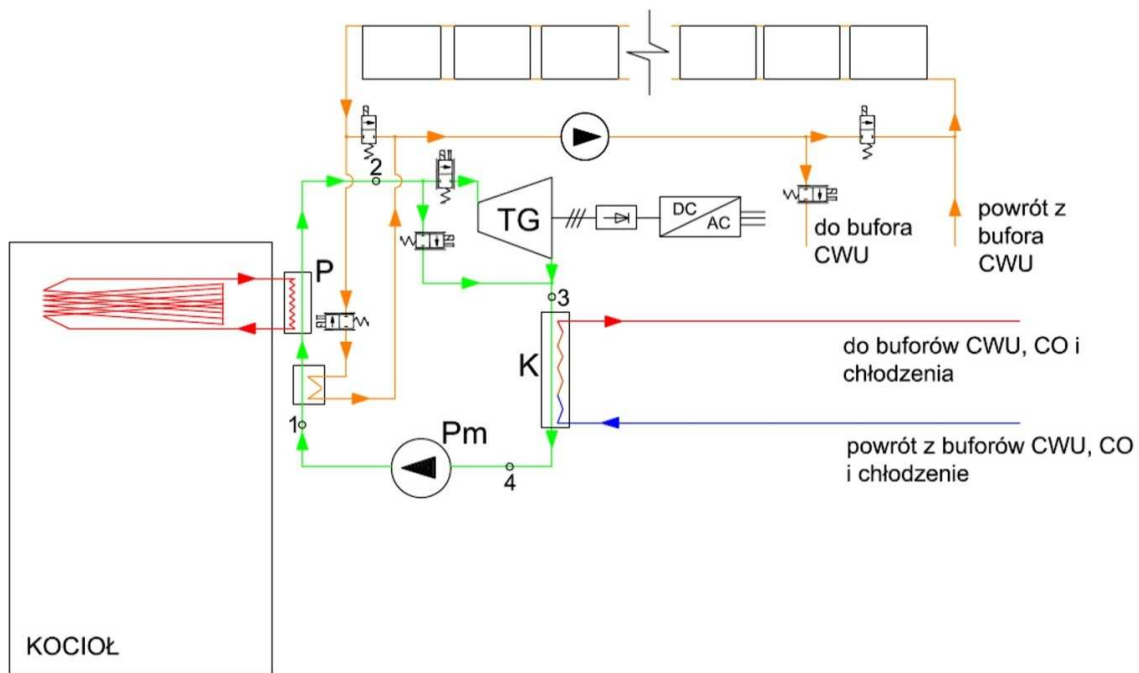 2
TG
DC
AC
do bufora
CWU
powrót z
bufora
CWU
P
3
do buforów CWU, CO i
chłodzenia
K
1
Pm
4
powrót z buforów CWU, CO
i chłodzenie
KOCIOŁ